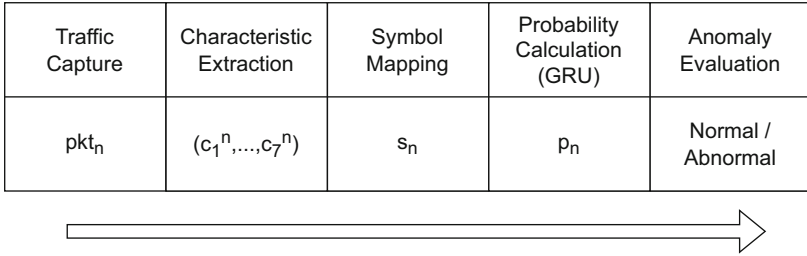 Traffic
Capture
Characteristic
Extraction
Symbol
Mapping
Probability
Calculation
(GRU)
Anomaly
Evaluation
pktₙ
(c₁ⁿ,...,c₇ⁿ)
sₙ
pₙ
Normal /
Abnormal